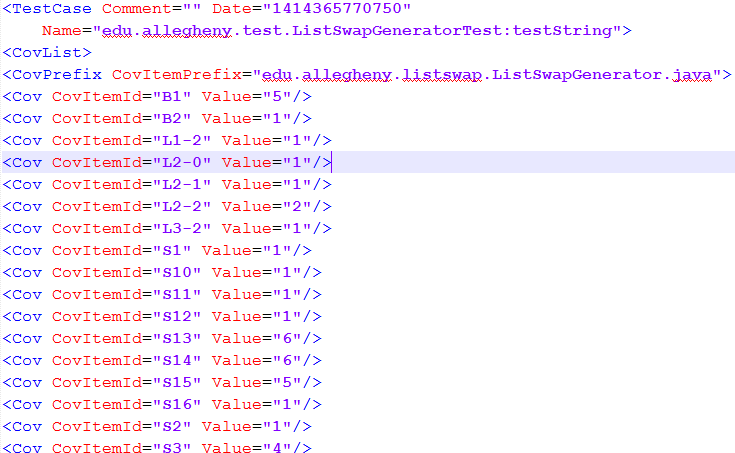 <TestCase Comment="" Date="1414365770750"
Name="edu.allegheny.test.ListSwapGeneratorTest:testString">
<CovList>
<CovPrefix CovItemPrefix="edu.allegheny.listswap.ListSwapGenerator.java">
<Cov CovItemId="B1" Value="5"/>
<Cov CovItemId="B2" Value="1"/>
<Cov CovItemId="L1-2" Value="1"/>
<Cov CovItemId="L2-0" Value="1"/>
<Cov CovItemId="L2-1" Value="1"/>
<Cov CovItemId="L2-2" Value="2"/>
<Cov CovItemId="L3-2" Value="1"/>
<Cov CovItemId="S1" Value="1"/>
<Cov CovItemId="S10" Value="1"/>
<Cov CovItemId="S11" Value="1"/>
<Cov CovItemId="S12" Value="1"/>
<Cov CovItemId="S13" Value="6"/>
<Cov CovItemId="S14" Value="6"/>
<Cov CovItemId="S15" Value="5"/>
<Cov CovItemId="S16" Value="1"/>
<Cov CovItemId="S2" Value="1"/>
<Cov CovItemId="S3" Value="4"/>